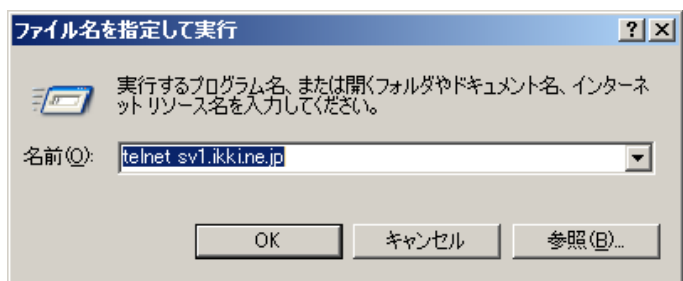 ファイル名を指定して実行
実行するプログラム名、または開くフォルダやドキュメント名、インターネ
ット リソース名を入力してください。
名前(O):
telnet sv1.ikki.ne.jp
OK
キャンセル
参照(B)...